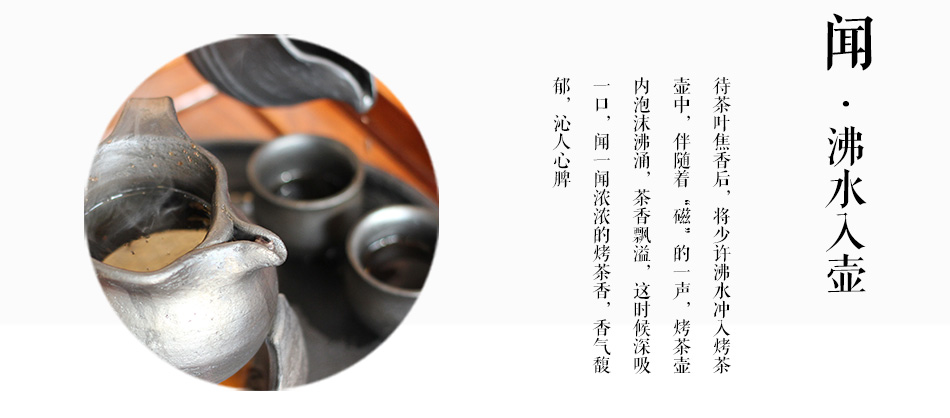 闻·沸水入壶
待茶叶焦香后，将少许沸水冲入烤茶
壶中，伴随着“磁”的一声，烤茶壶
内泡沫沸涌，茶香飘溢，这时候深吸
一口，闻一闻浓浓的烤茶香，香气馥
郁，沁人心脾